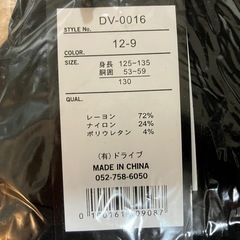 STYLE No. DV-0016
COLOR. 12-9
SIZE. 身長 125-135
胴囲 53-59
130
QUAL.
レーヨン 72%
ナイロン 24%
ポリウレタン 4%
(有)ドライブ
MADE IN CHINA
052-758-6050